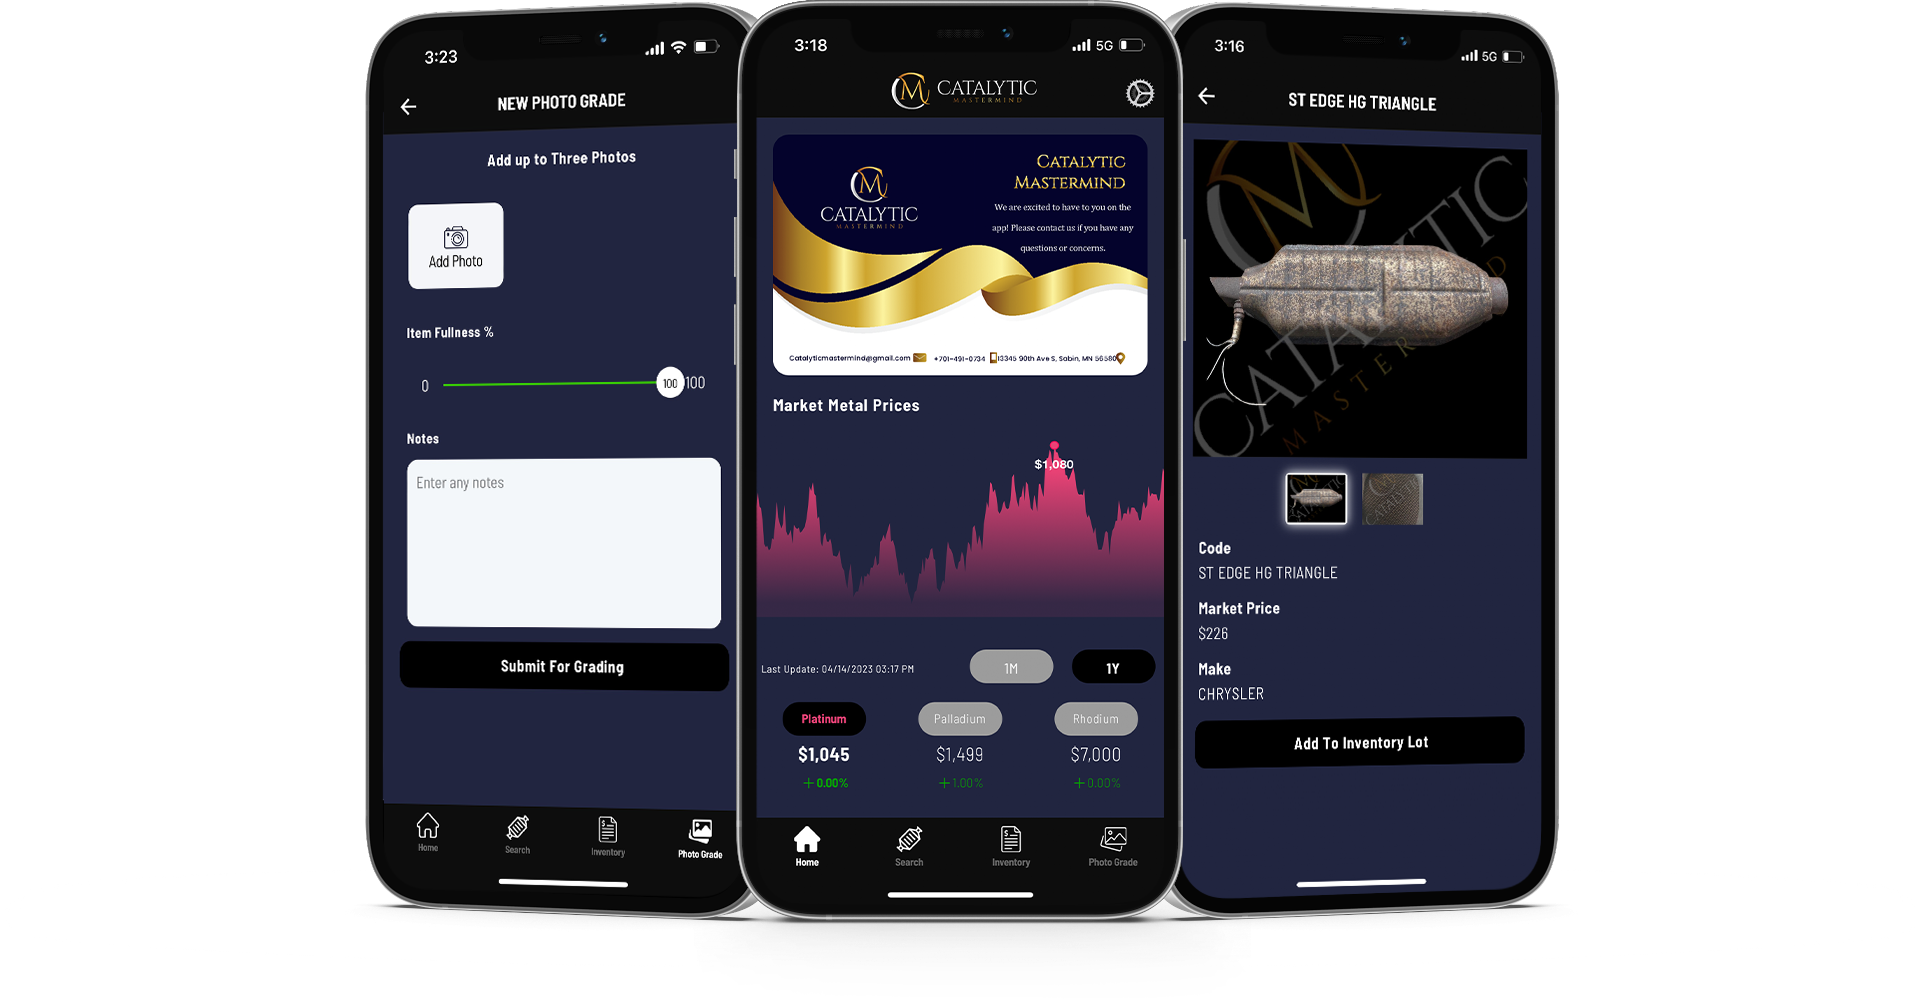 3:23
NEW PHOTO GRADE
Add up to Three Photos
Add Photo
Item Fullness %
0
100
100
Notes
Enter any notes
Submit For Grading
Home
Search
Inventory
Photo Grade
3:18
5G
CM
CATALYTIC
MASTERMIND
CM
CATALYTIC
MASTERMIND
Catalytic
Mastermind
We are excited to have to you on the
app! Please contact us if you have any
questions or concerns.
Catalyticmastermind@gmail.com
+701-491-0734
13345 90th Ave S, Sabin, MN 56580
Market Metal Prices
$1,080
Last Update: 04/14/2023 03:17 PM
1M
1Y
Platinum
Palladium
Rhodium
$1,045
$1,499
$7,000
+0.00%
+1.00%
+0.00%
Home
Search
Inventory
Photo Grade
3:16
5G
ST EDGE HG TRIANGLE
CM
CATALYTIC
MASTERMIND
CATALYTIC
Code
ST EDGE HG TRIANGLE
Market Price
$226
Make
CHRYSLER
Add To Inventory Lot